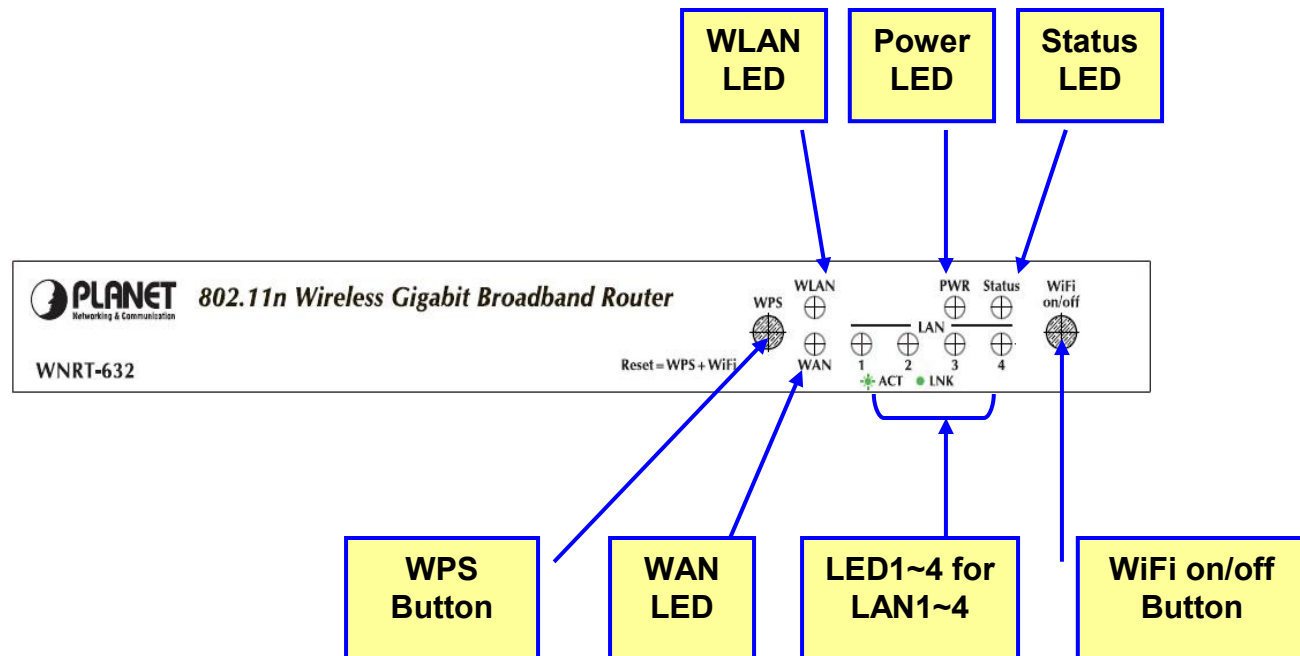 WLAN
LED
Power
LED
Status
LED
PLANET
Networking & Communication
802.11n Wireless Gigabit Broadband Router
WPS
WLAN
PWR
Status
WiFi
on/off
LAN
WNRT-632
Reset=WPS+WiFi
WAN
1
2
3
4
ACT
LNK
WPS
Button
WAN
LED
LED1~4 for
LAN1~4
WiFi on/off
Button